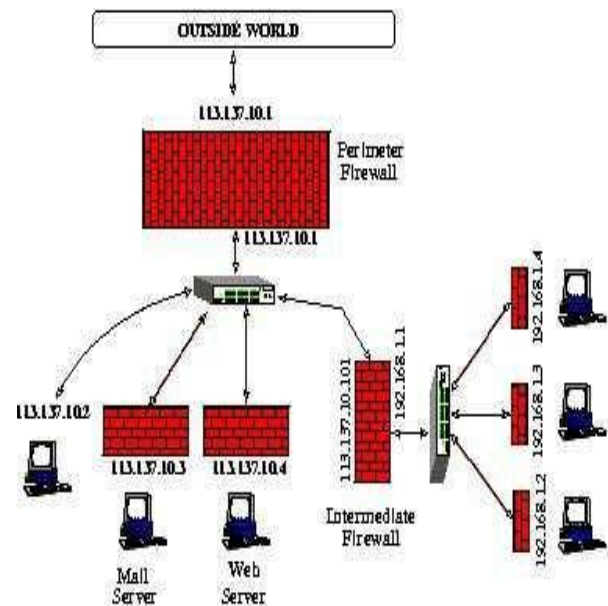 OUTSIDE WORLD
113.137.10.1
Perimeter
Firewall
113.137.10.1
113.137.10.2
113.137.10.3
113.137.10.4
Mail
Server
Web
Server
113.137.10.101
192.168.1.1
Intermediate
Firewall
192.168.1.4
192.168.1.3
192.168.1.2